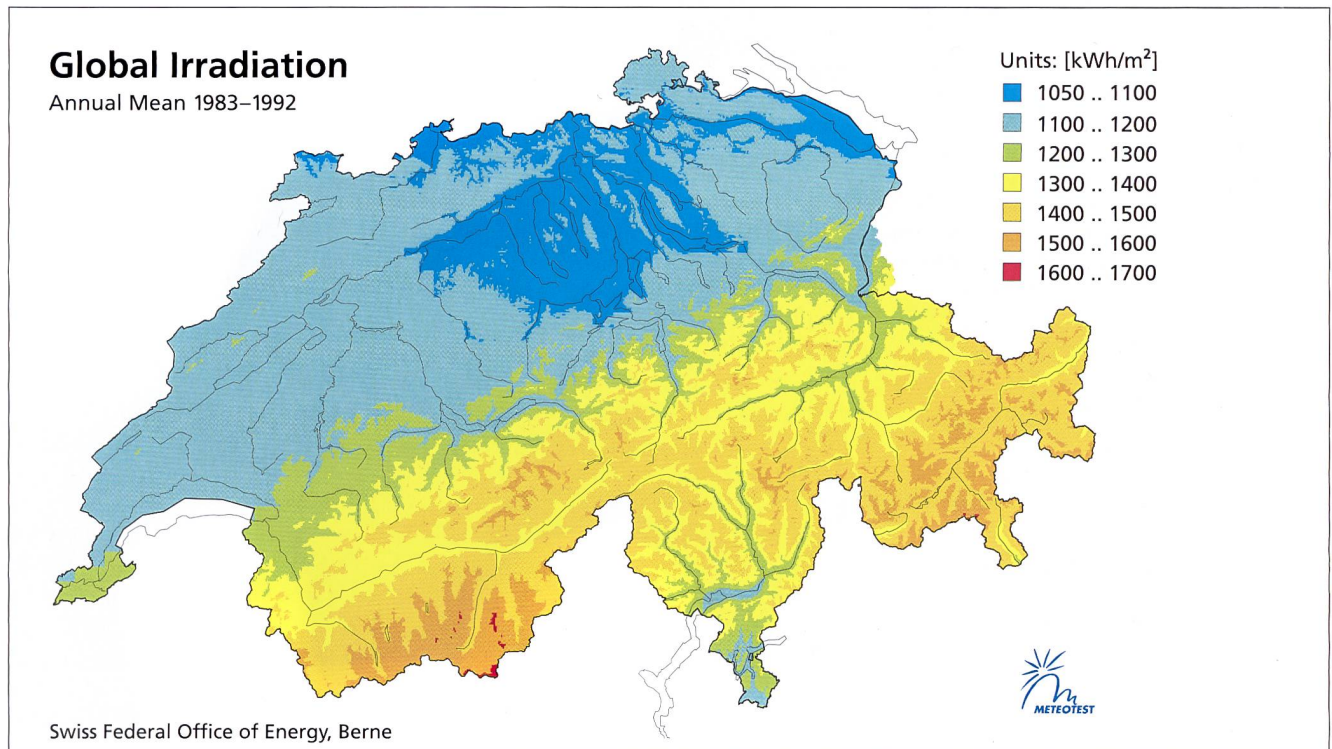 Global Irradiation
Annual Mean 1983–1992
Units: [kWh/m²]
1050 .. 1100
1100 .. 1200
1200 .. 1300
1300 .. 1400
1400 .. 1500
1500 .. 1600
1600 .. 1700
METEOTEST
Swiss Federal Office of Energy, Berne